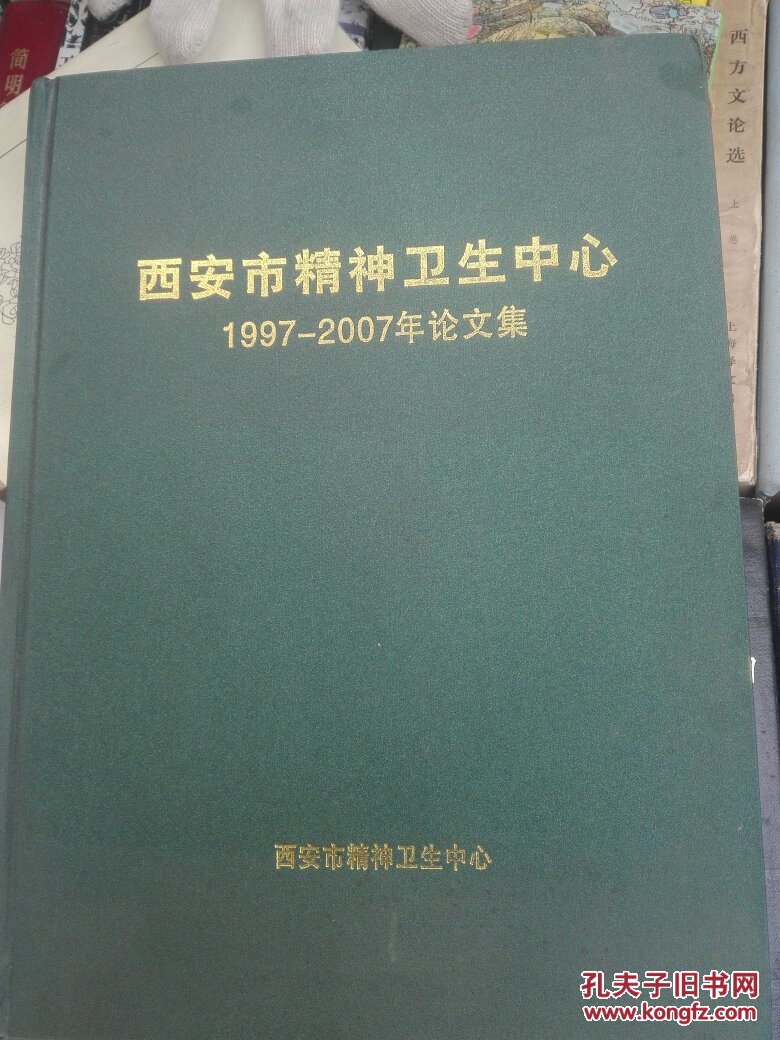 西安市精神卫生中心
1997-2007年论文集
西安市精神卫生中心
简明
西方文论选
上卷
孔夫子旧书网
www.kongfz.com